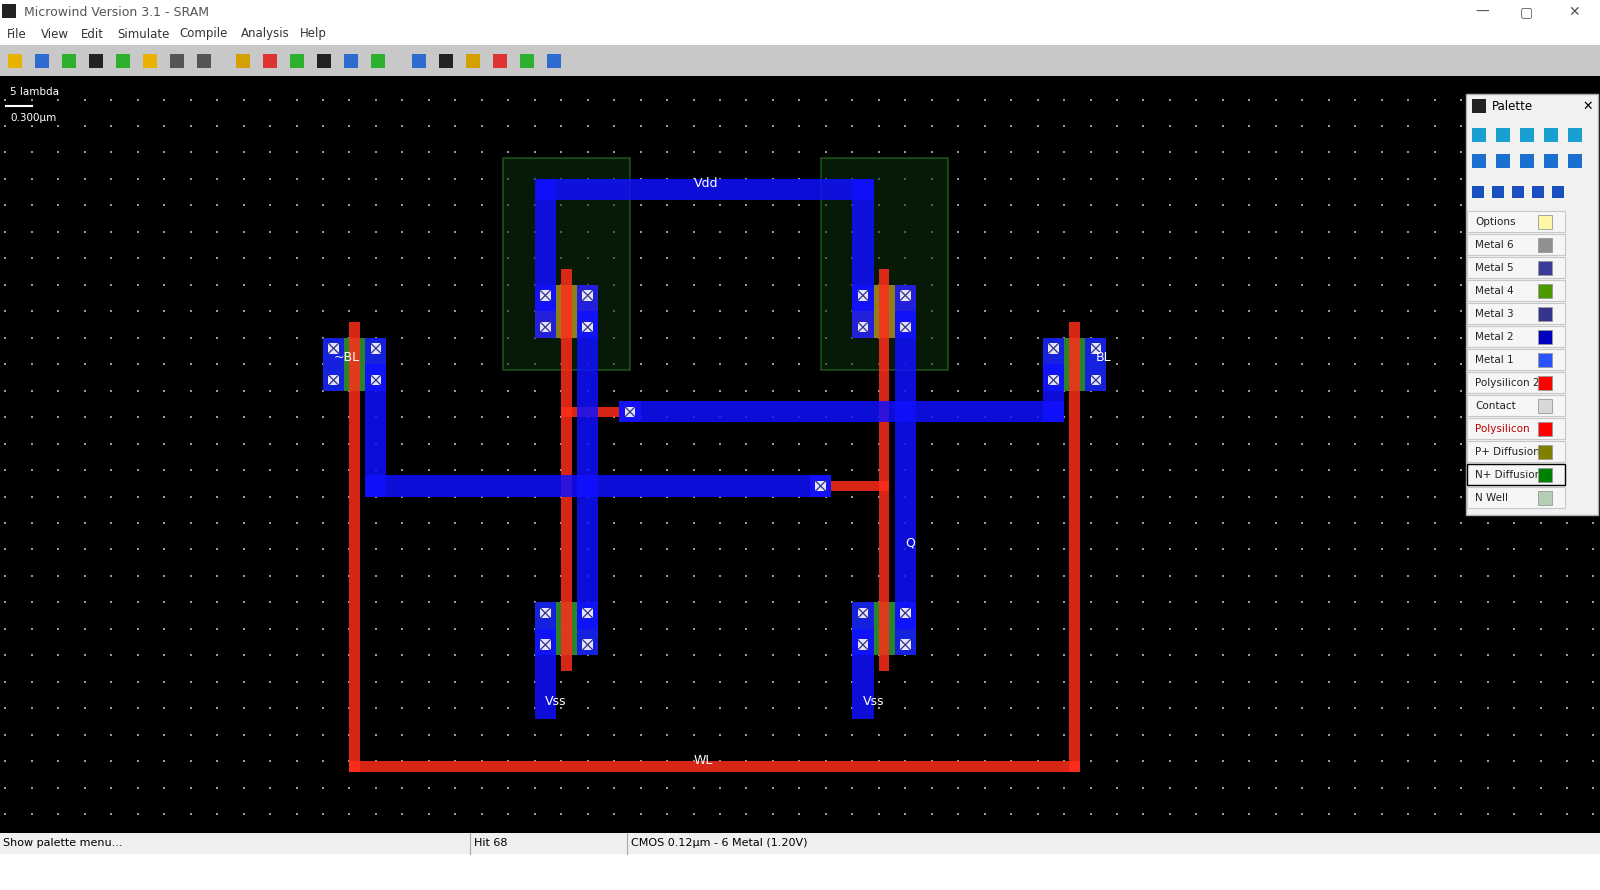 Microwind Version 3.1 - SRAM
File View Edit Simulate Compile Analysis Help
5 lambda
0.300µm
Palette
Options
Metal 6
Metal 5
Metal 4
Metal 3
Metal 2
Metal 1
Polysilicon 2
Contact
Polysilicon
P+ Diffusion
N+ Diffusion
N Well
Vdd
~BL
BL
Q
Vss
Vss
WL
Show palette menu...
Hit 68
CMOS 0.12µm - 6 Metal (1.20V)